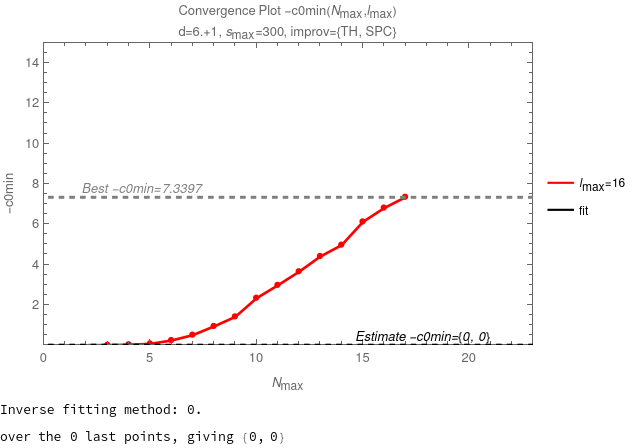 Convergence Plot −c0min(Nmax,lmax)
d=6.+1, smax=300, improv={TH, SPC}
14
12
10
8
6
4
2
−c0min
Best −c0min=7.3397
Estimate −c0min={0, 0}
0
5
10
15
20
Nmax
lmax=16
fit
Inverse fitting method: 0.
over the 0 last points, giving {0, 0}